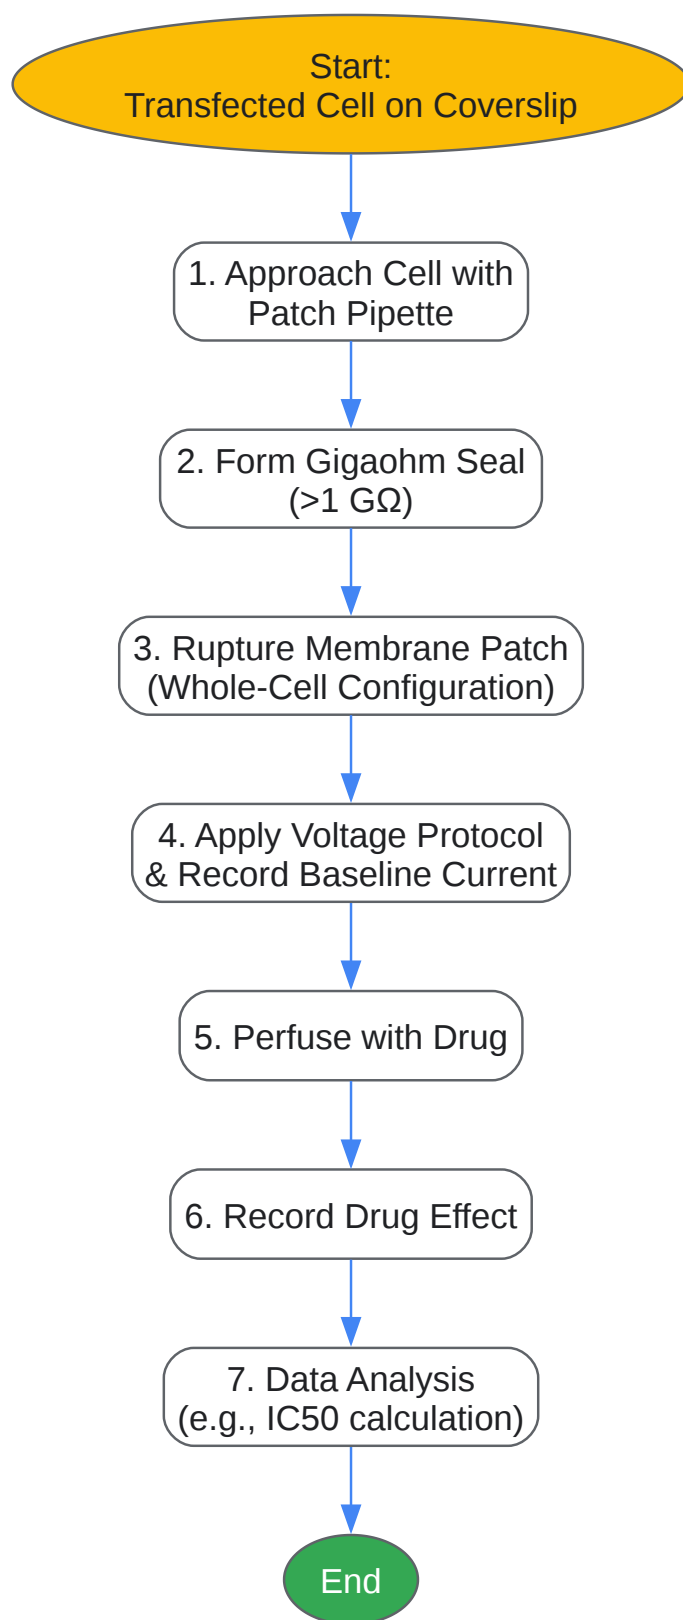 Start:
Transfected Cell on Coverslip
1. Approach Cell with
Patch Pipette
2. Form Gigaohm Seal
(>1 GΩ)
3. Rupture Membrane Patch
(Whole-Cell Configuration)
4. Apply Voltage Protocol
& Record Baseline Current
5. Perfuse with Drug
6. Record Drug Effect
7. Data Analysis
(e.g., IC50 calculation)
End